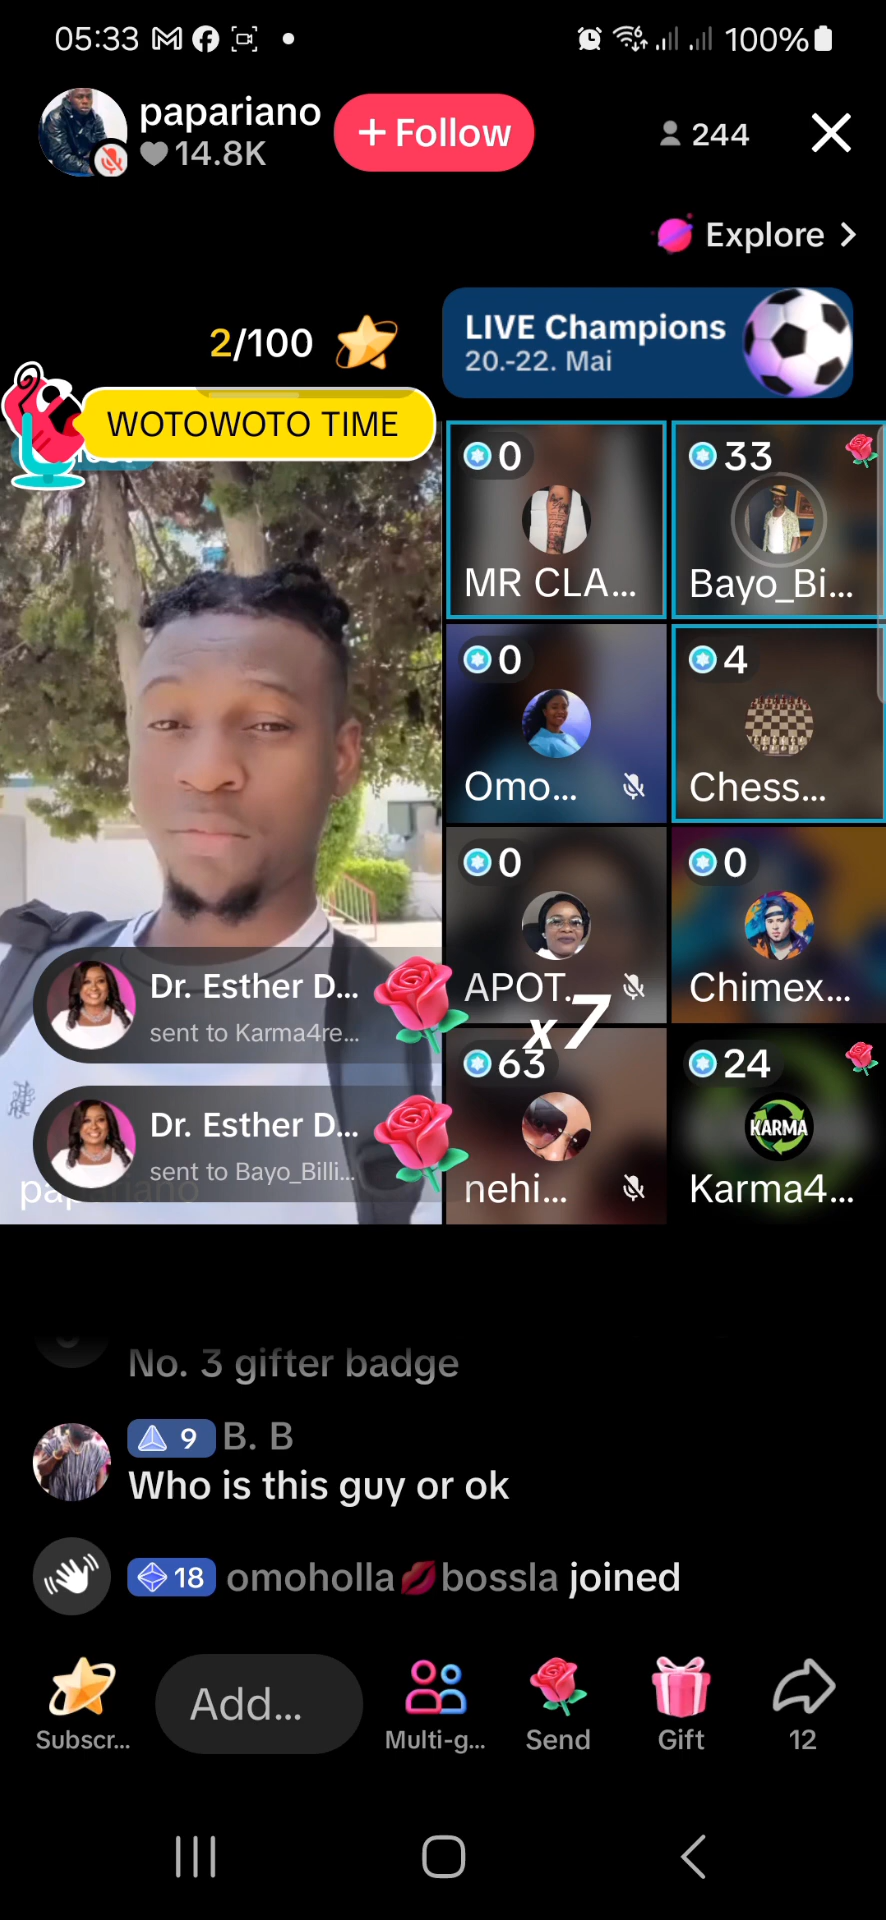 05:33
100%
papariano
14.8K
+ Follow
244
Explore
2/100
LIVE Champions
20.-22. Mai
WOTOWOTO TIME
0
MR CLA...
33
Bayo_Bi...
0
Omo...
4
Chess...
0
APOT...
0
Chimex...
x7
63
nehi...
24
KARMA
Karma4...
Dr. Esther D...
sent to Karma4re...
Dr. Esther D...
sent to Bayo_Billi...
papariano
No. 3 gifter badge
9 B. B
Who is this guy or ok
18 omoholla💋bossla joined
Subscr...
Add...
Multi-g...
Send
Gift
12